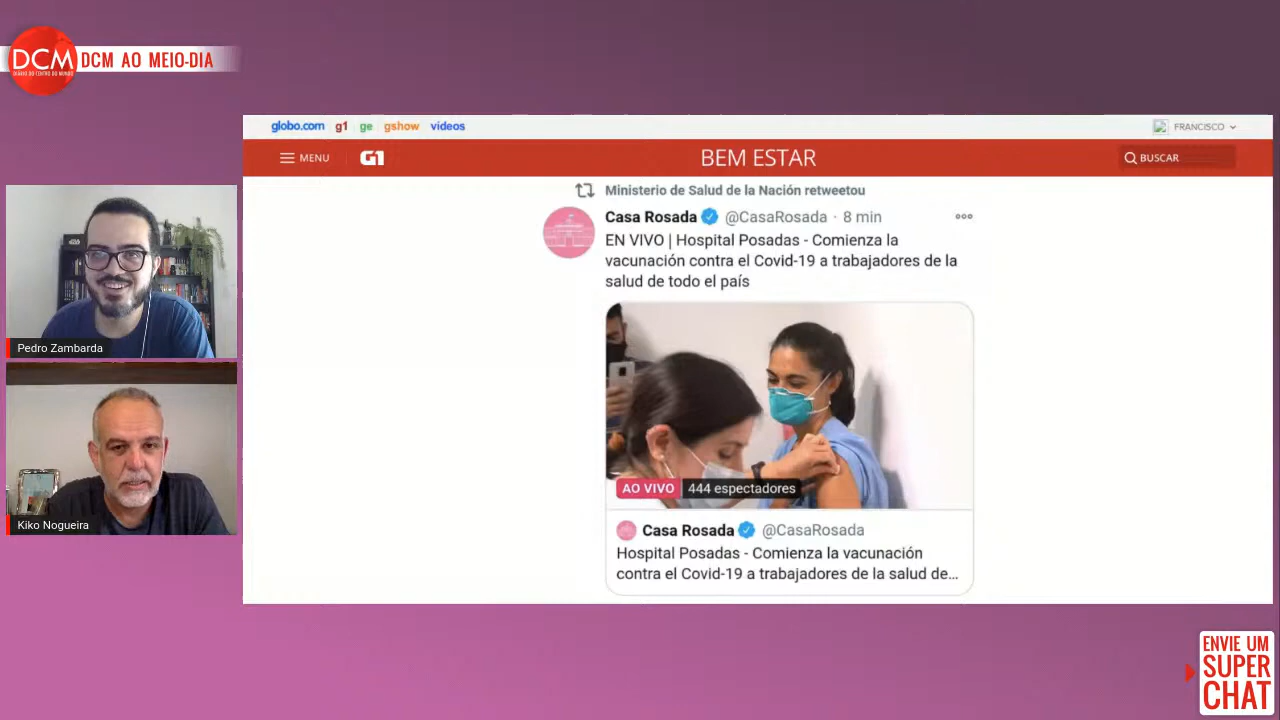 DCM
DIÁRIO DO CENTRO DO MUNDO
DCM AO MEIO-DIA
globo.com g1 ge gshow vídeos
FRANCISCO
MENU
G1
BEM ESTAR
BUSCAR
Ministerio de Salud de la Nación retweetou
Casa Rosada @CasaRosada · 8 min
EN VIVO | Hospital Posadas - Comienza la
vacunación contra el Covid-19 a trabajadores de la
salud de todo el país
AO VIVO 444 espectadores
Casa Rosada @CasaRosada
Hospital Posadas - Comienza la vacunación
contra el Covid-19 a trabajadores de la salud de...
Pedro Zambarda
Kiko Nogueira
ENVIE UM
SUPER
CHAT